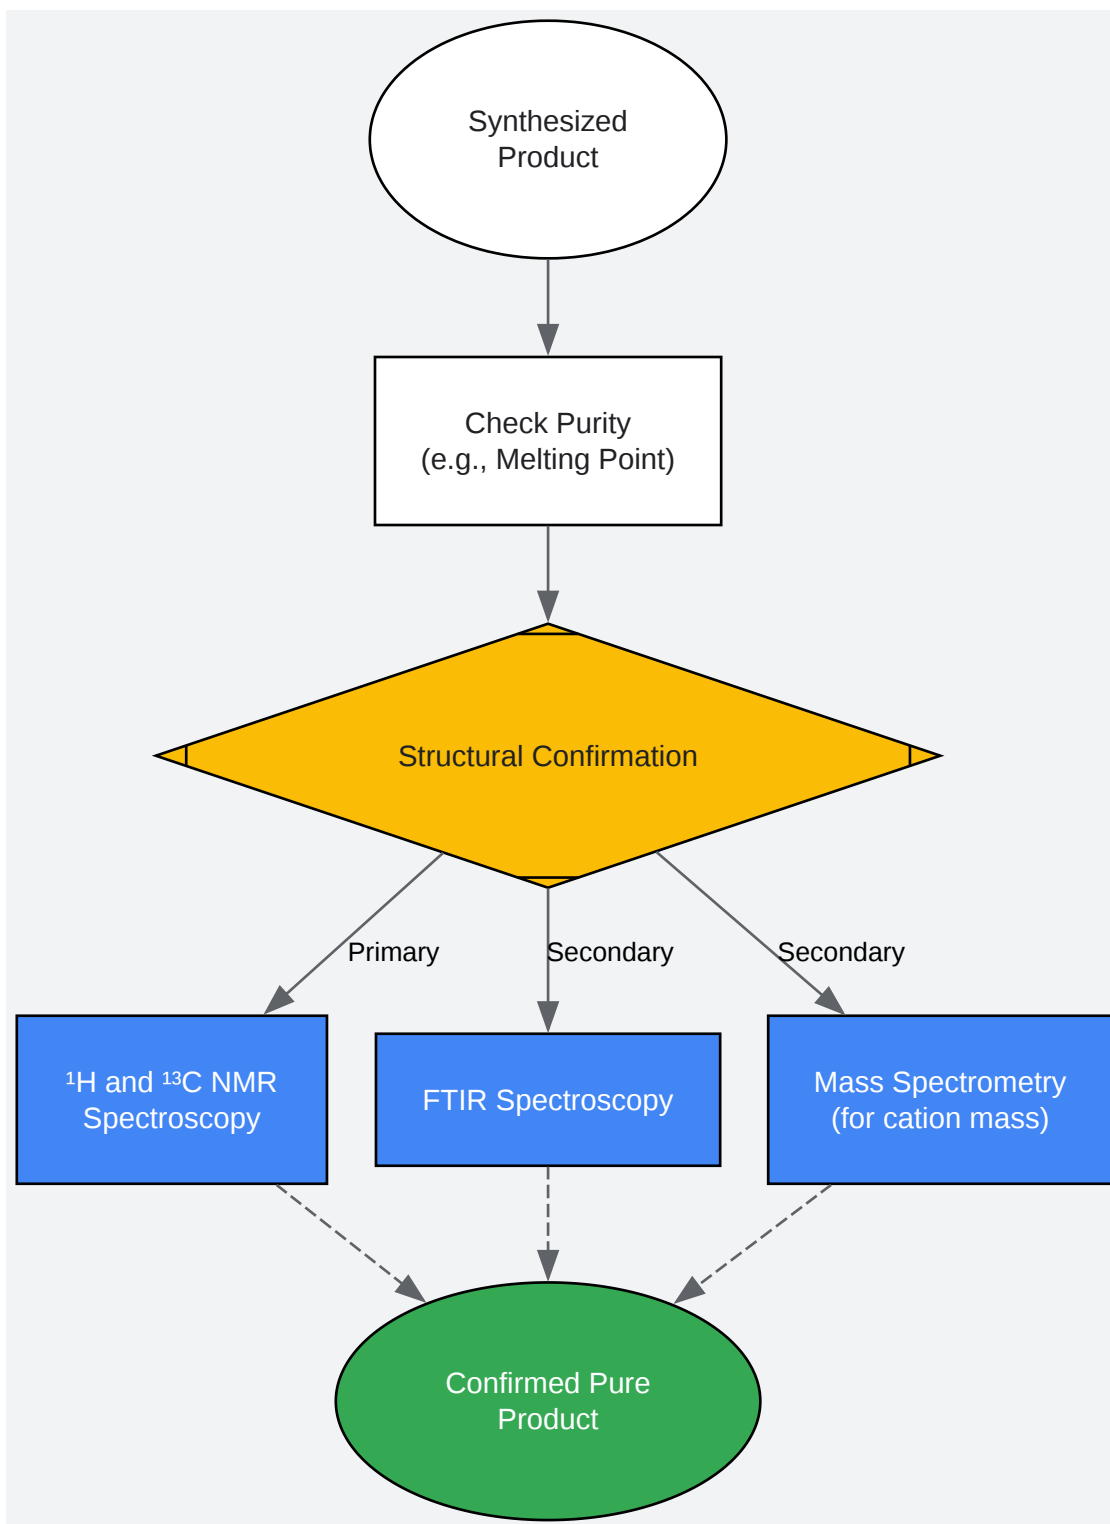 Synthesized
Product
Check Purity
(e.g., Melting Point)
Structural Confirmation
Primary
Secondary
Secondary
¹H and ¹³C NMR
Spectroscopy
FTIR Spectroscopy
Mass Spectrometry
(for cation mass)
Confirmed Pure
Product